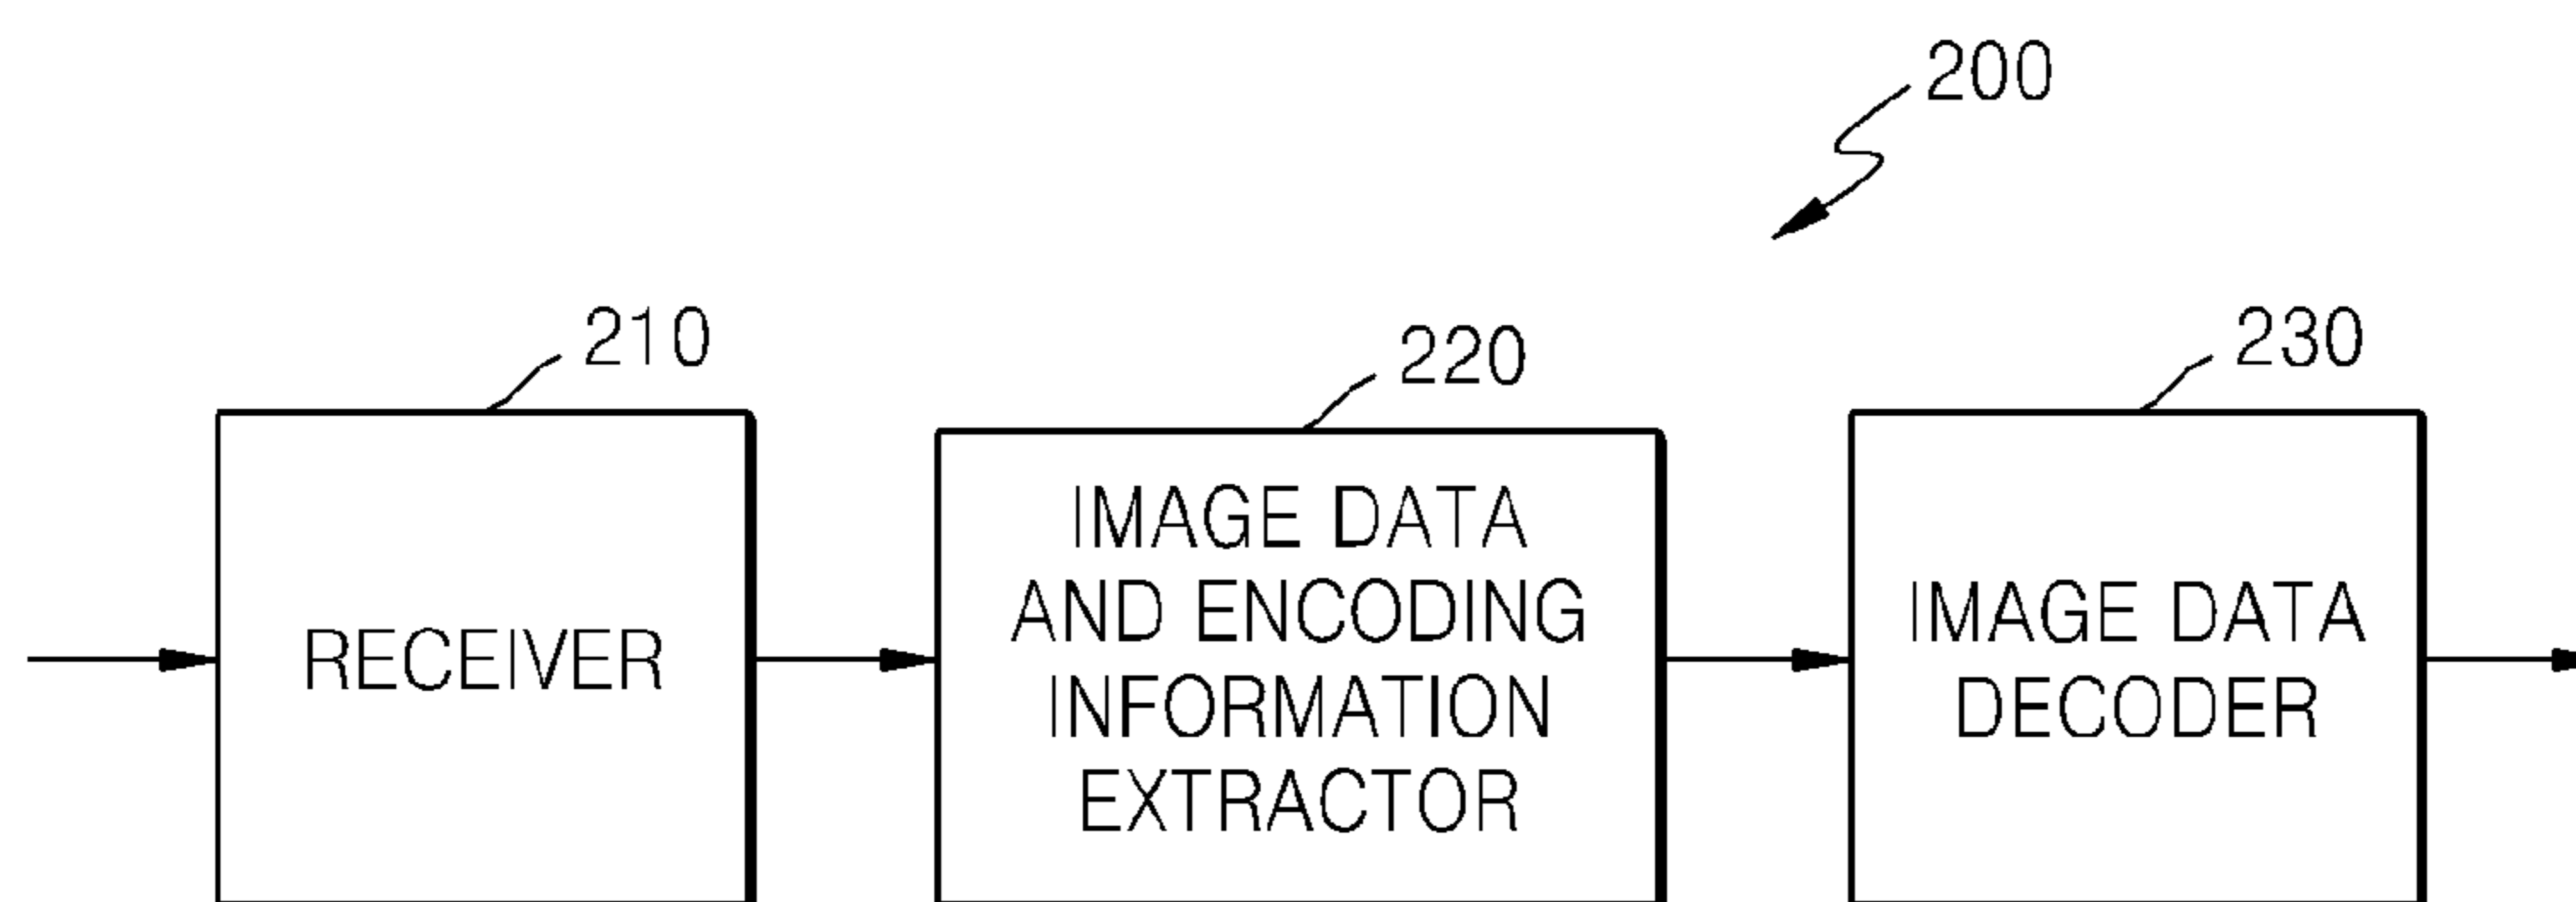 200
210
220
230
RECEIVER
IMAGE DATA
AND ENCODING
INFORMATION
EXTRACTOR
IMAGE DATA
DECODER